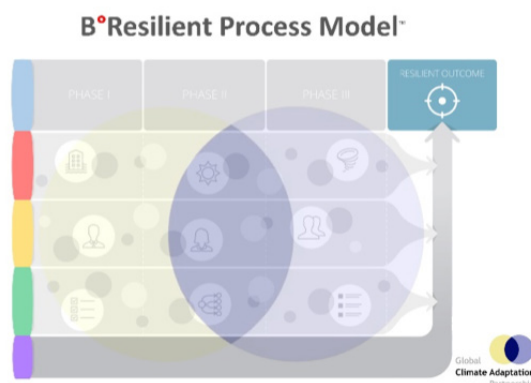 B°Resilient Process Model™
PHASE I PHASE II PHASE III RESILIENT OUTCOME
Global
Climate Adaptation